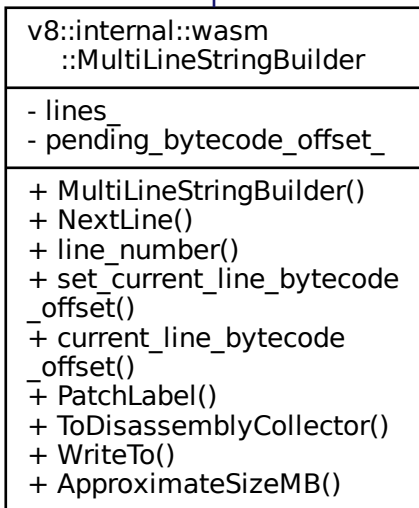 v8::internal::wasm
::MultiLineStringBuilder
- lines_
- pending_bytecode_offset_
+ MultiLineStringBuilder()
+ NextLine()
+ line_number()
+ set_current_line_bytecode
_offset()
+ current_line_bytecode
_offset()
+ PatchLabel()
+ ToDisassemblyCollector()
+ WriteTo()
+ ApproximateSizeMB()